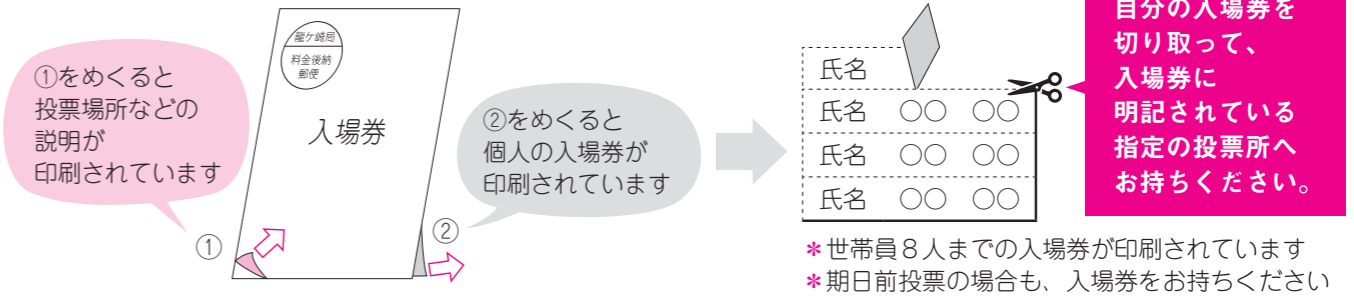 ①をめくると
投票場所などの
説明が
印刷されています
龍ケ崎局
料金後納
郵便
入場券
①
②をめくると
個人の入場券が
印刷されています
②
氏名
氏名 ○○ ○○
氏名 ○○ ○○
氏名 ○○ ○○
自分の入場券を
切り取って、
入場券に
明記されている
指定の投票所へ
お持ちください。
＊世帯員８人までの入場券が印刷されています
＊期日前投票の場合も、入場券をお持ちください